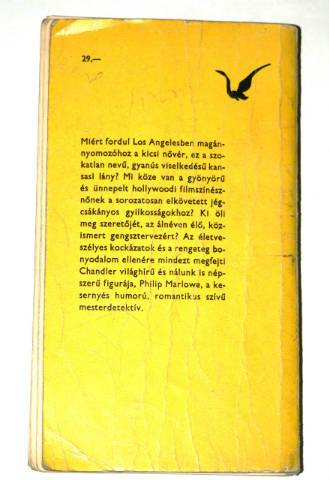 29,—
Miért fordul Los Angelesben magán-
nyomozóhoz a kicsi nővér, ez a szo-
katlan nevű, gyanús viselkedésű kan-
sasi lány? Mi köze van a gyönyörű
és ünnepelt hollywoodi filmszínész-
nőnek a sorozatosan elkövetett jég-
csákányos gyilkosságokhoz? Ki öli
meg szeretőjét, az álnéven élő, köz-
ismert gengsztervezért? Az életve-
szélyes kockázatok és a rengeteg bo-
nyodalom ellenére mindezt megfejti
Chandler világhírű és nálunk is nép-
szerű figurája, Philip Marlowe, a ke-
sernyés humorú, romantikus szívű
mesterdetektív.